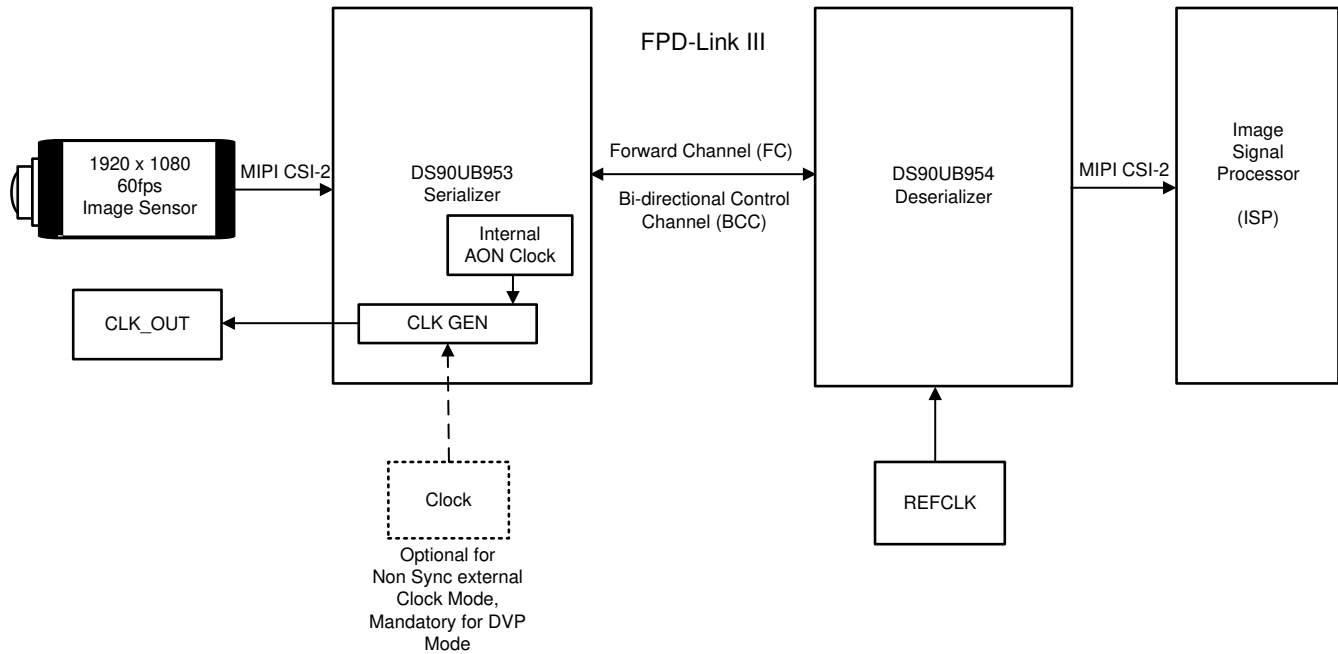 FPD-Link III
1920 x 1080
60fps
Image Sensor
MIPI CSI-2
DS90UB953
Serializer
Internal
AON Clock
CLK GEN
CLK_OUT
Clock
Optional for
Non Sync external
Clock Mode,
Mandatory for DVP
Mode
Forward Channel (FC)
Bi-directional Control
Channel (BCC)
DS90UB954
Deserializer
REFCLK
MIPI CSI-2
Image
Signal
Processor
(ISP)